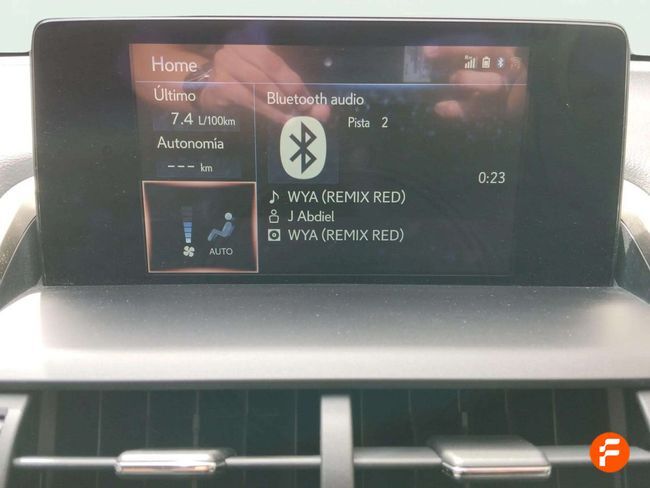 Home
Último
7.4 L/100km
Autonomía
--- km
AUTO
Bluetooth audio
Pista 2
0:23
WYA (REMIX RED)
J Abdiel
WYA (REMIX RED)